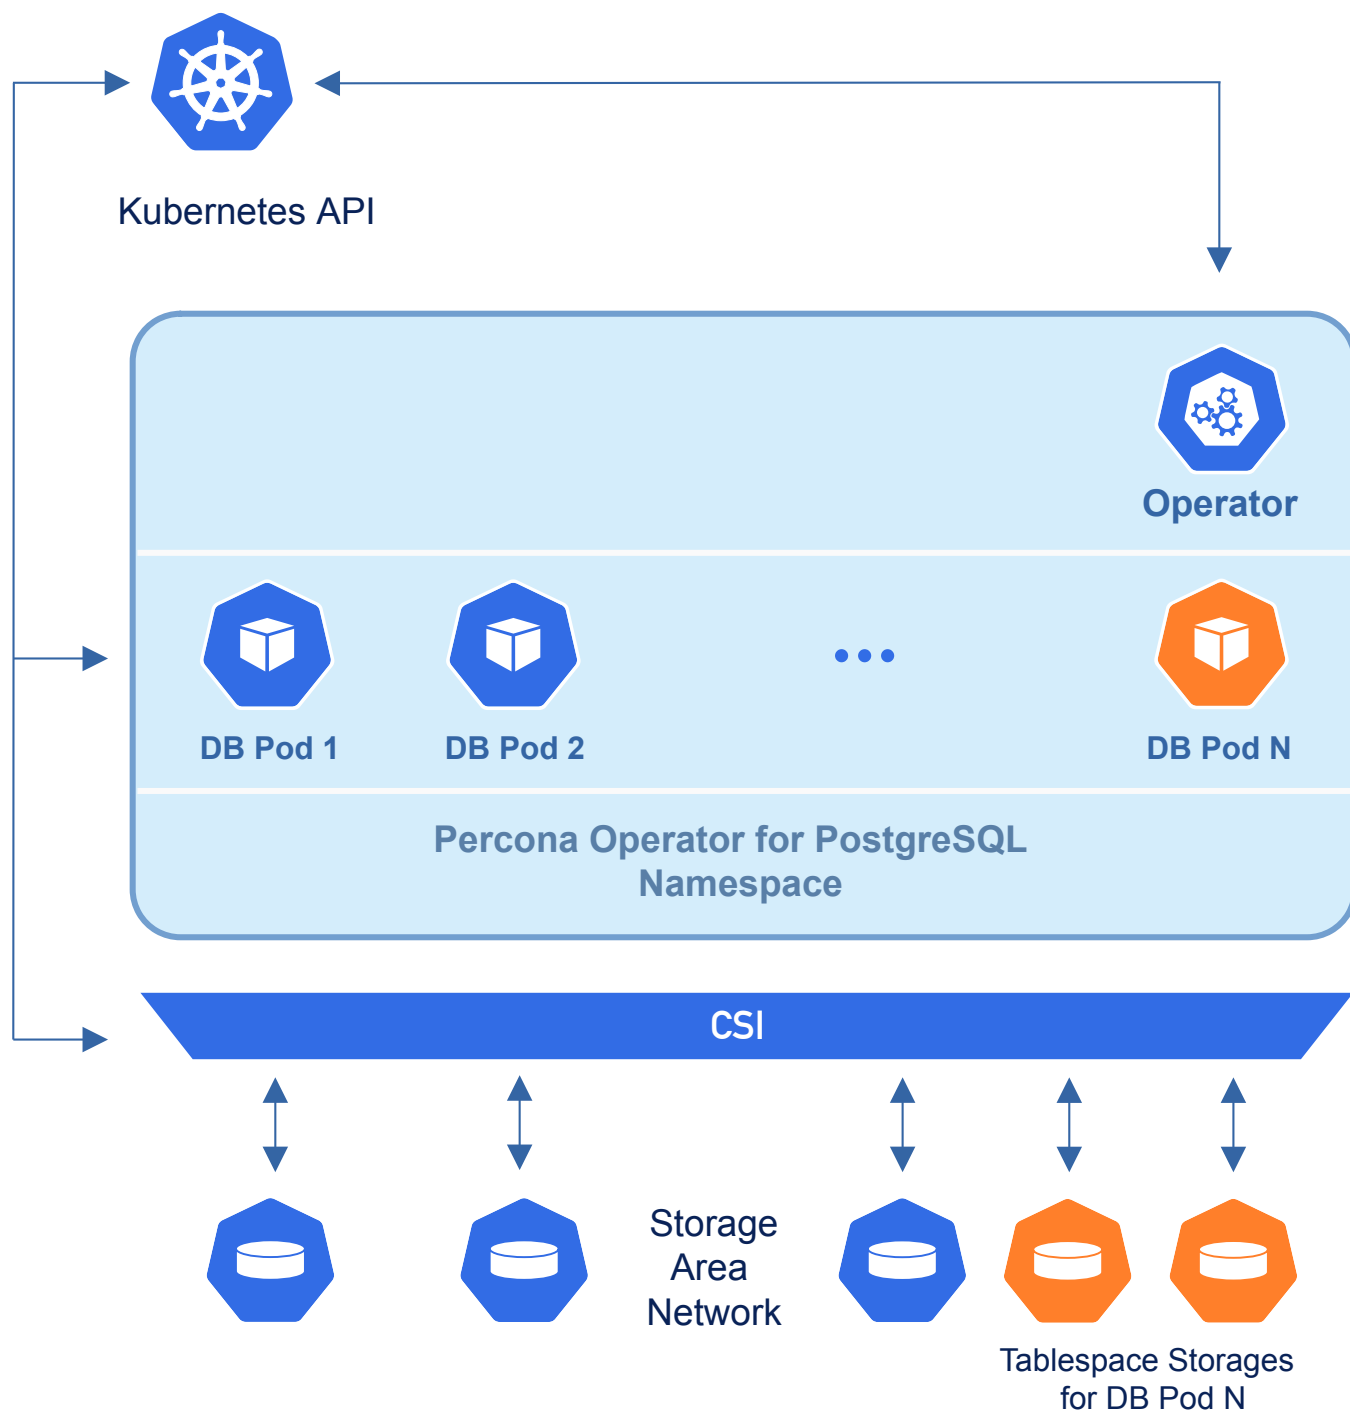 Kubernetes API
Operator
DB Pod 1
DB Pod 2
DB Pod N
Percona Operator for PostgreSQL
Namespace
CSI
Storage
Area
Network
Tablespace Storages
for DB Pod N